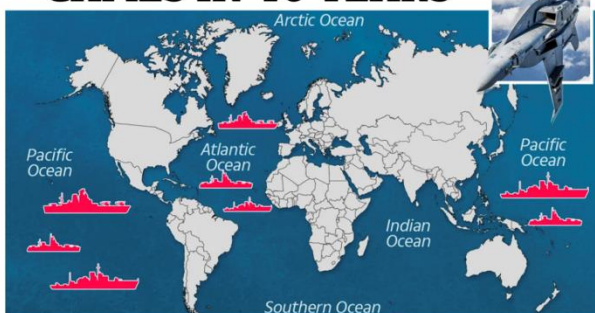 Arctic Ocean
Pacific
Ocean
Atlantic
Ocean
Pacific
Ocean
Indian
Ocean
Southern Ocean